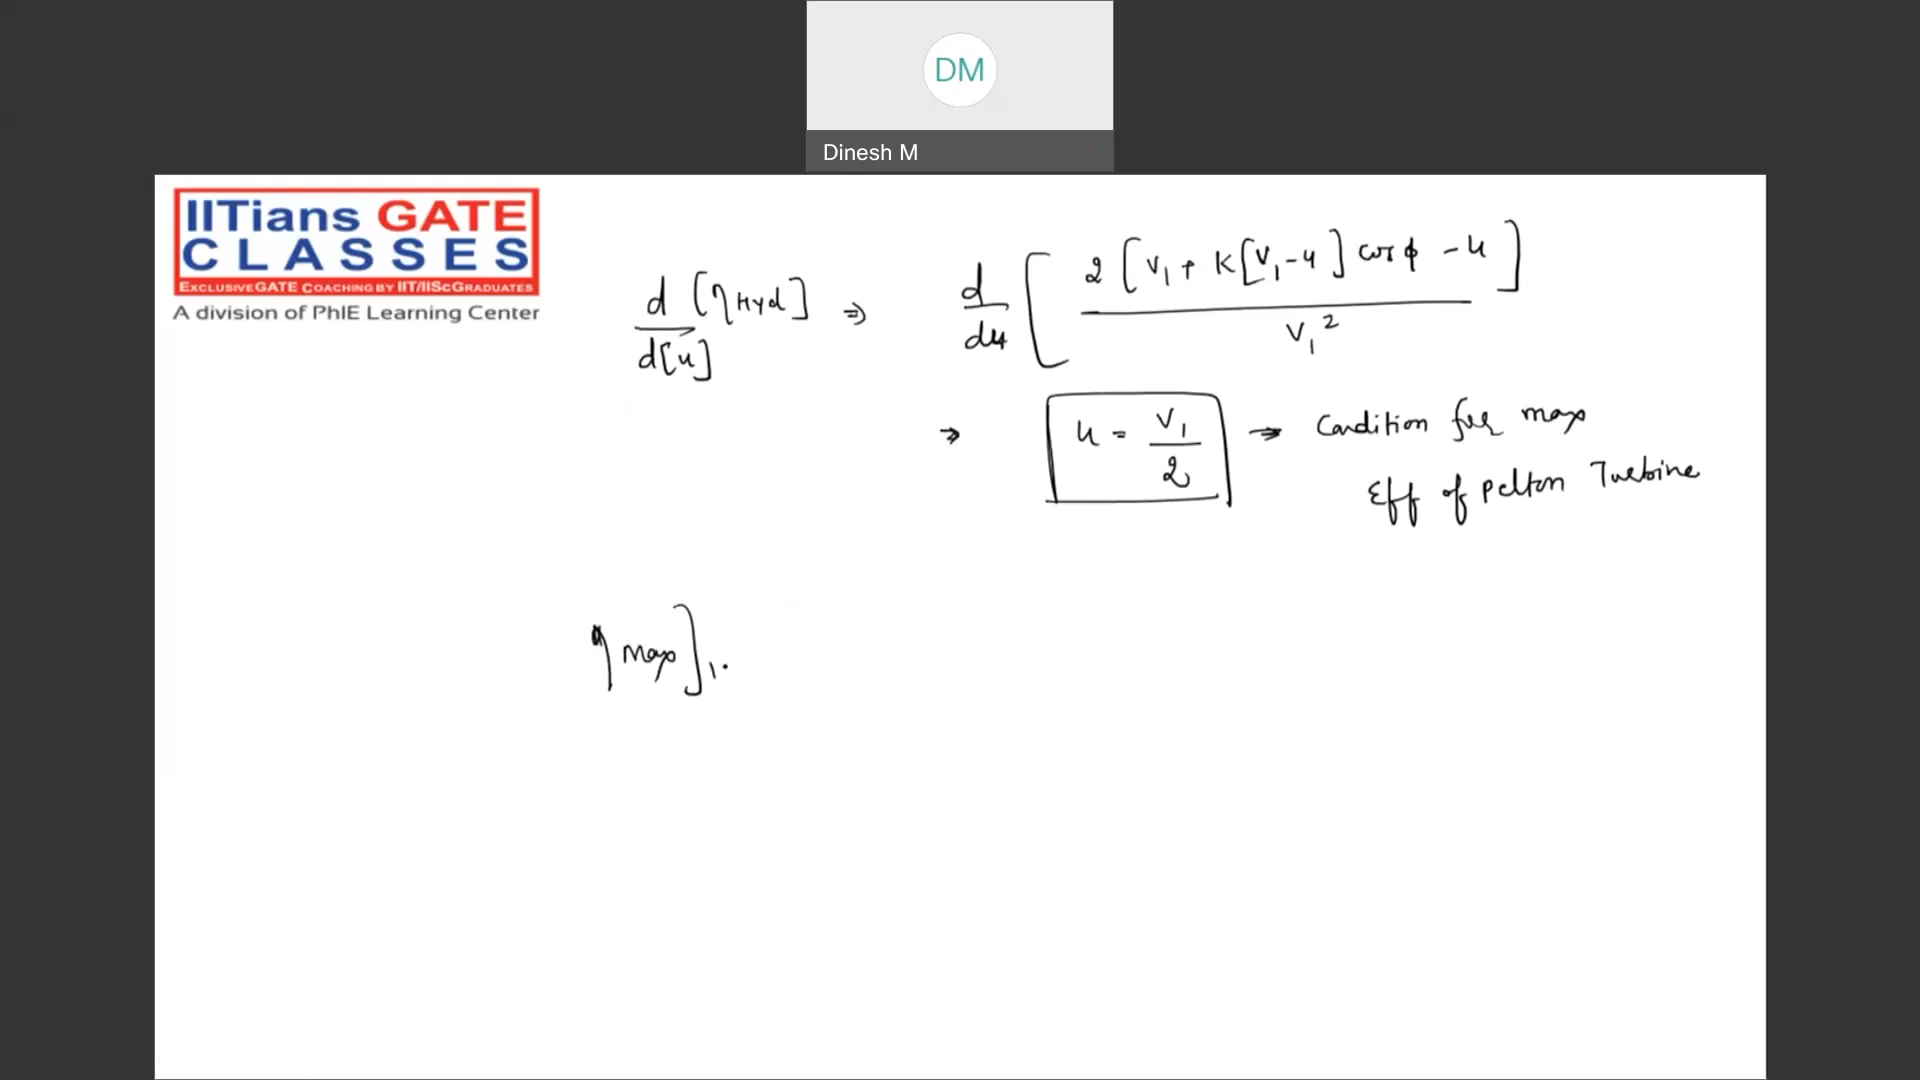 DM
Dinesh M
IITians GATE
CLASSES
EXCLUSIVE GATE COACHING BY IIT/IISc GRADUATES
A division of PhIE Learning Center
d/d[u] [η Hyd] ⇒ d/du [ 2 [V₁ + K[V₁-u] cos φ - u] / V₁² ]
⇒ u = V₁/2 → Condition for max
Eff of pelton Turbine
η max]